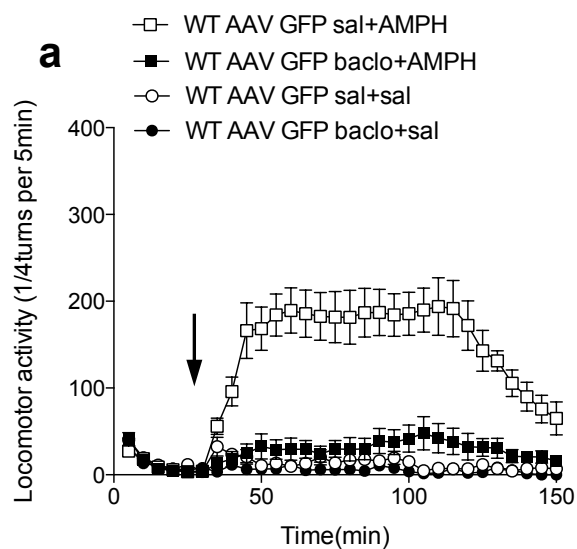 a
WT AAV GFP sal+AMPH
WT AAV GFP baclo+AMPH
WT AAV GFP sal+sal
WT AAV GFP baclo+sal
Locomotor activity (1/4turns per 5min)
400
300
200
100
0
0
50
100
150
Time(min)